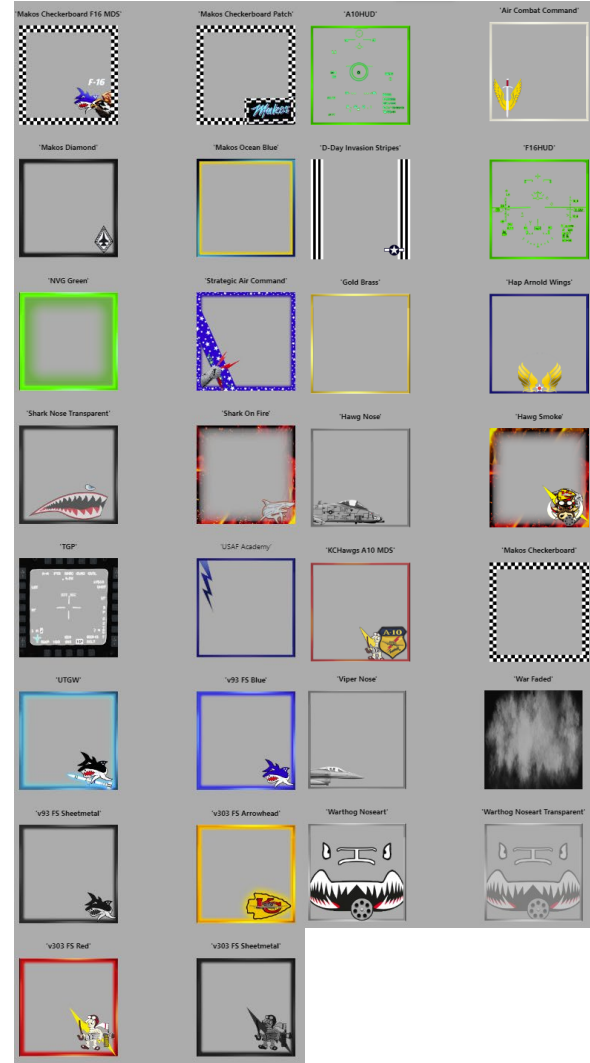 'Makos Checkerboard F16 MDS'
'Makos Checkerboard Patch'
'A10HUD'
'Air Combat Command'
F-16
Makos
'Makos Diamond'
'Makos Ocean Blue'
'D-Day Invasion Stripes'
'F16HUD'
'NVG Green'
'Strategic Air Command'
'Gold Brass'
'Hap Arnold Wings'
'Shark Nose Transparent'
'Shark On Fire'
'Hawg Nose'
'Hawg Smoke'
'TGP'
'USAF Academy'
'KCHawgs A10 MDS'
'Makos Checkerboard'
A-10
'UTGW'
'v93 FS Blue'
'Viper Nose'
'War Faded'
'v93 FS Sheetmetal'
'v303 FS Arrowhead'
'Warthog Noseart'
'Warthog Noseart Transparent'
KC
'v303 FS Red'
'v303 FS Sheetmetal'